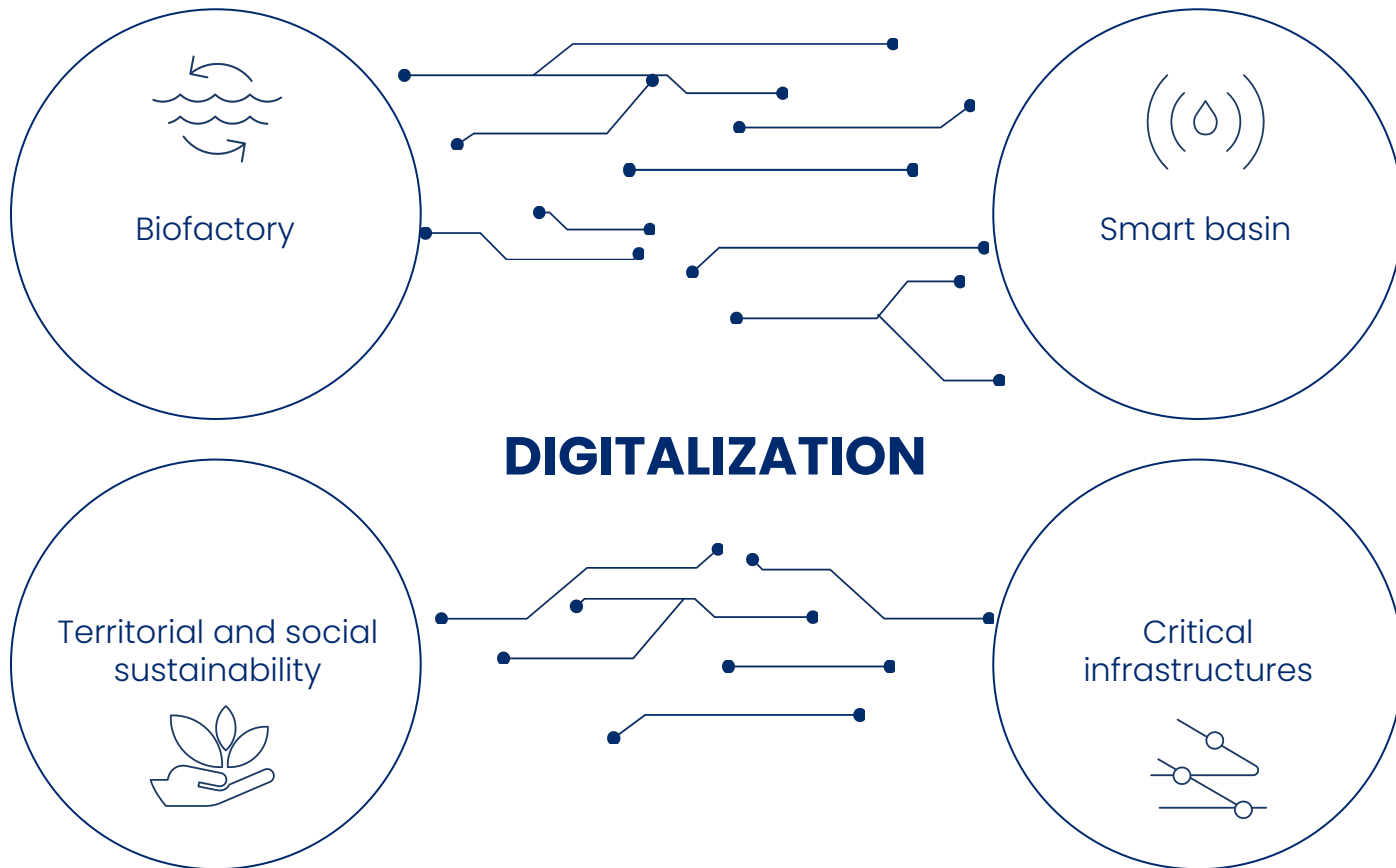 Biofactory
Smart basin
DIGITALIZATION
Territorial and social
sustainability
Critical
infrastructures